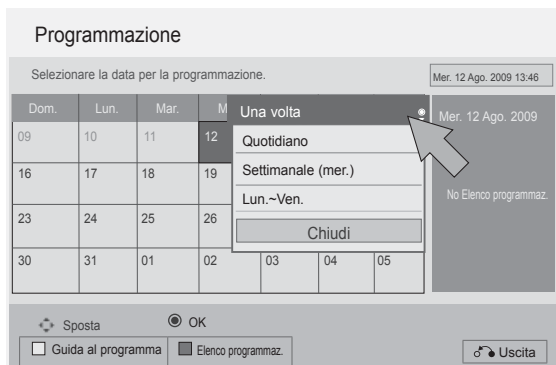 Programmazione
Selezionare la data per la programmazione.
Mer. 12 Ago. 2009 13:46
Dom. Lun. Mar. M
Una volta
Mer. 12 Ago. 2009
09 10 11 12
Quotidiano
16 17 18 19
Settimanale (mer.)
No Elenco programmaz.
Lun.~Ven.
23 24 25 26
Chiudi
30 31 01 02 03 04 05
Sposta OK
Guida al programma Elenco programmaz. Uscita